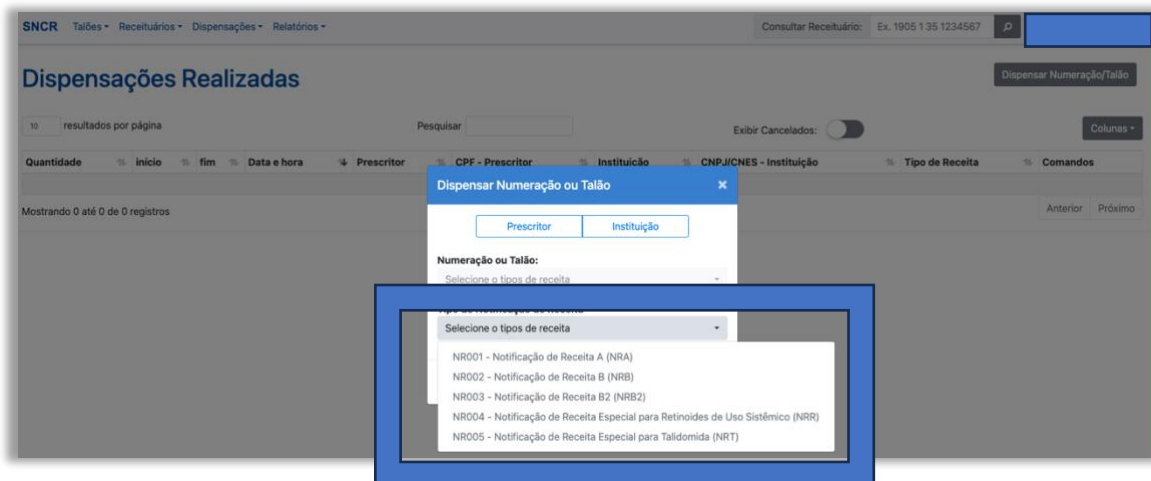 SNCR Talões Receituários Dispensações Relatórios Consultar Receituário: Ex. 1905 1 35 1234567
Dispensações Realizadas
Dispensar Numeração/Talão
10 resultados por página Pesquisar Exibir Cancelados: Colunas
Quantidade início fim Data e hora Prescritor CPF - Prescritor Instituição CNPJ/CNES - Instituição Tipo de Receita Comandos
Mostrando 0 até 0 de 0 registros Anterior Próximo
Dispensar Numeração ou Talão ×
Prescritor Instituição
Numeração ou Talão:
Selecione o tipos de receita
Tipo de Notificação de Receita
Selecione o tipos de receita
NR001 - Notificação de Receita A (NRA)
NR002 - Notificação de Receita B (NRB)
NR003 - Notificação de Receita B2 (NRB2)
NR004 - Notificação de Receita Especial para Retinoides de Uso Sistêmico (NRR)
NR005 - Notificação de Receita Especial para Talidomida (NRT)